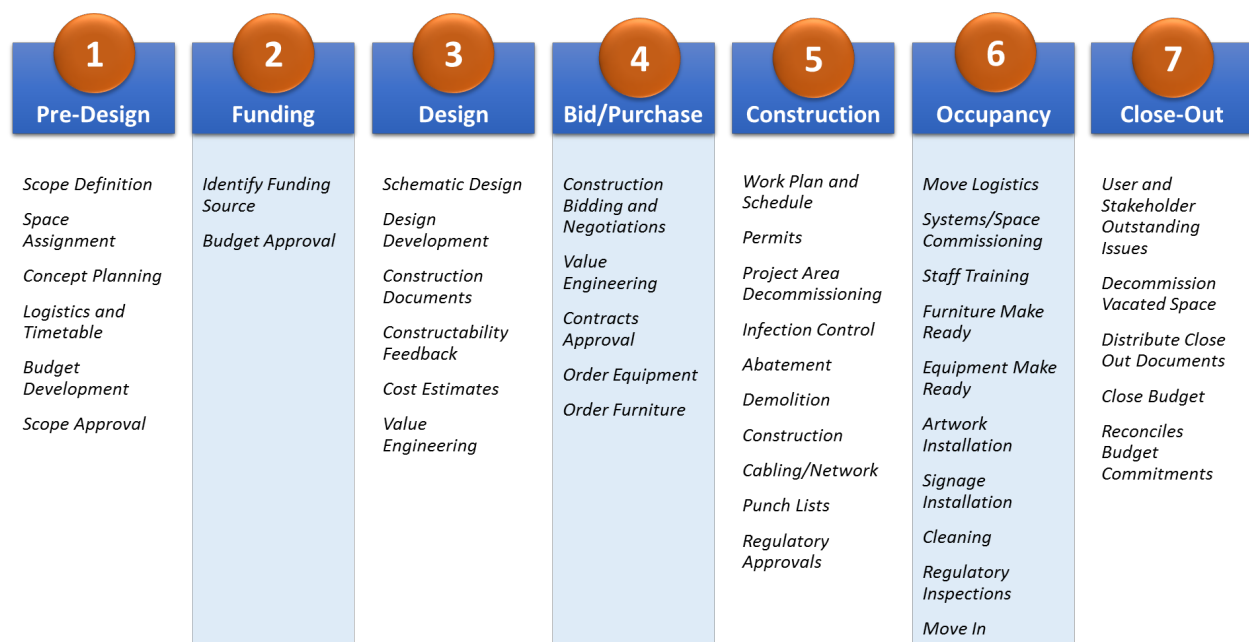 1
Pre-Design
Scope Definition
Space
Assignment
Concept Planning
Logistics and
Timetable
Budget
Development
Scope Approval
2
Funding
Identify Funding
Source
Budget Approval
3
Design
Schematic Design
Design
Development
Construction
Documents
Constructability
Feedback
Cost Estimates
Value
Engineering
4
Bid/Purchase
Construction
Bidding and
Negotiations
Value
Engineering
Contracts
Approval
Order Equipment
Order Furniture
5
Construction
Work Plan and
Schedule
Permits
Project Area
Decommissioning
Infection Control
Abatement
Demolition
Construction
Cabling/Network
Punch Lists
Regulatory
Approvals
6
Occupancy
Move Logistics
Systems/Space
Commissioning
Staff Training
Furniture Make
Ready
Equipment Make
Ready
Artwork
Installation
Signage
Installation
Cleaning
Regulatory
Inspections
Move In
7
Close-Out
User and
Stakeholder
Outstanding
Issues
Decommission
Vacated Space
Distribute Close
Out Documents
Close Budget
Reconciles
Budget
Commitments